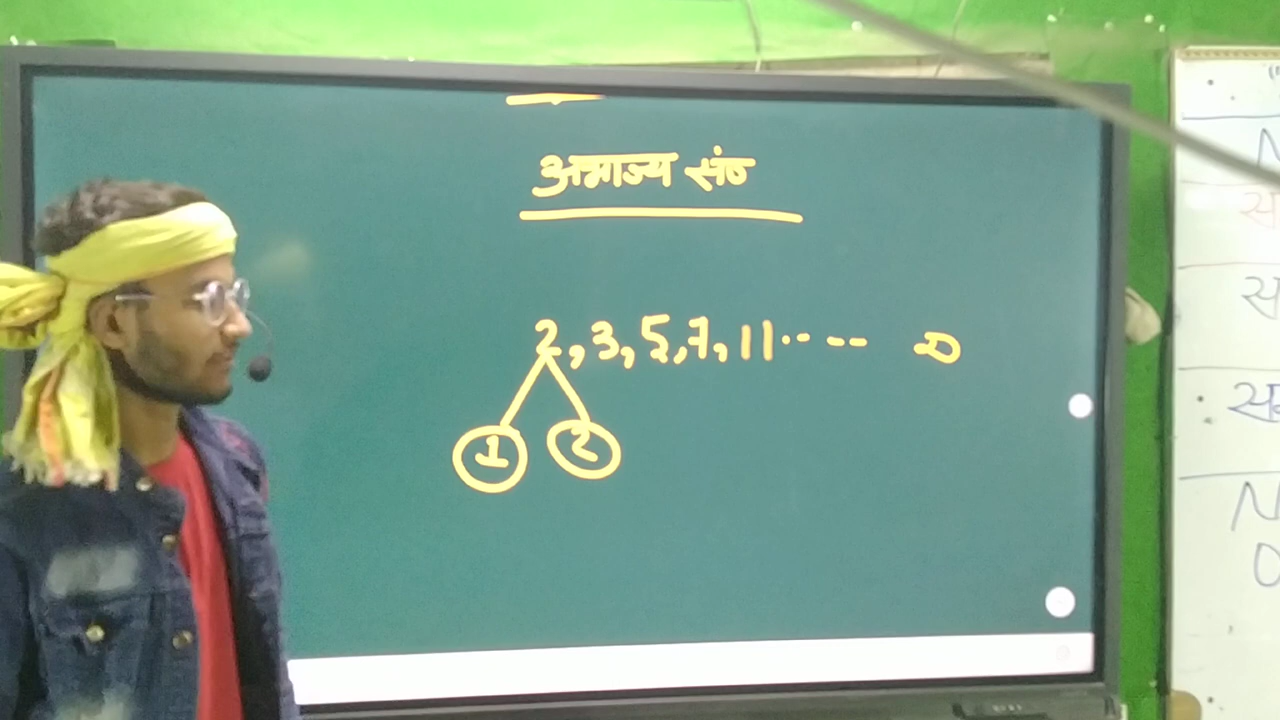 अभाज्य संख
2, 3, 5, 7, 11 ---- ∞
1 2